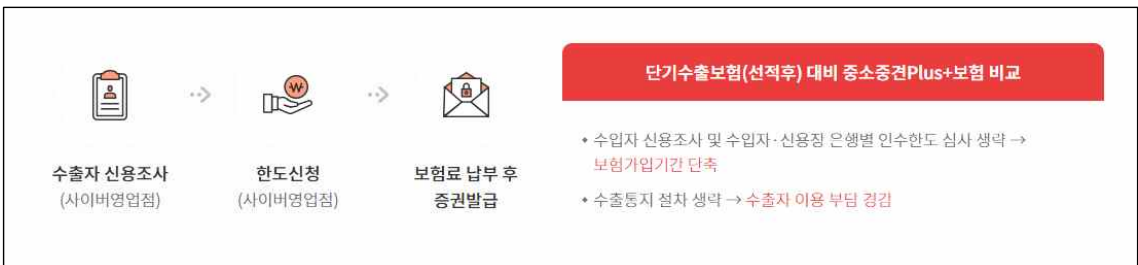 수출자 신용조사
(사이버영업점)
한도신청
(사이버영업점)
보험료 납부 후
증권발급
단기수출보험(선적후) 대비 중소중견Plus+보험 비교
• 수입자 신용조사 및 수입자·신용장 은행별 인수한도 심사 생략 →
보험가입기간 단축
• 수출통지 절차 생략 → 수출자 이용 부담 경감